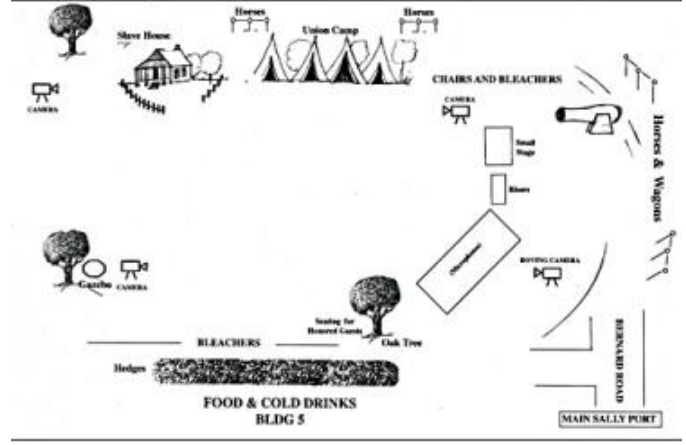 Horses
Horses
Slave House
Union Camp
CAMERA
CHAIRS AND BLEACHERS
CAMERA
Small
Stage
Horses & Wagons
Risers
(Microphones)
ROVING CAMERA
Gazebo
CAMERA
Seating for
Honored Guests
Oak Tree
BLEACHERS
Hedges
BERNARD ROAD
FOOD & COLD DRINKS
BLDG 5
MAIN SALLY PORT